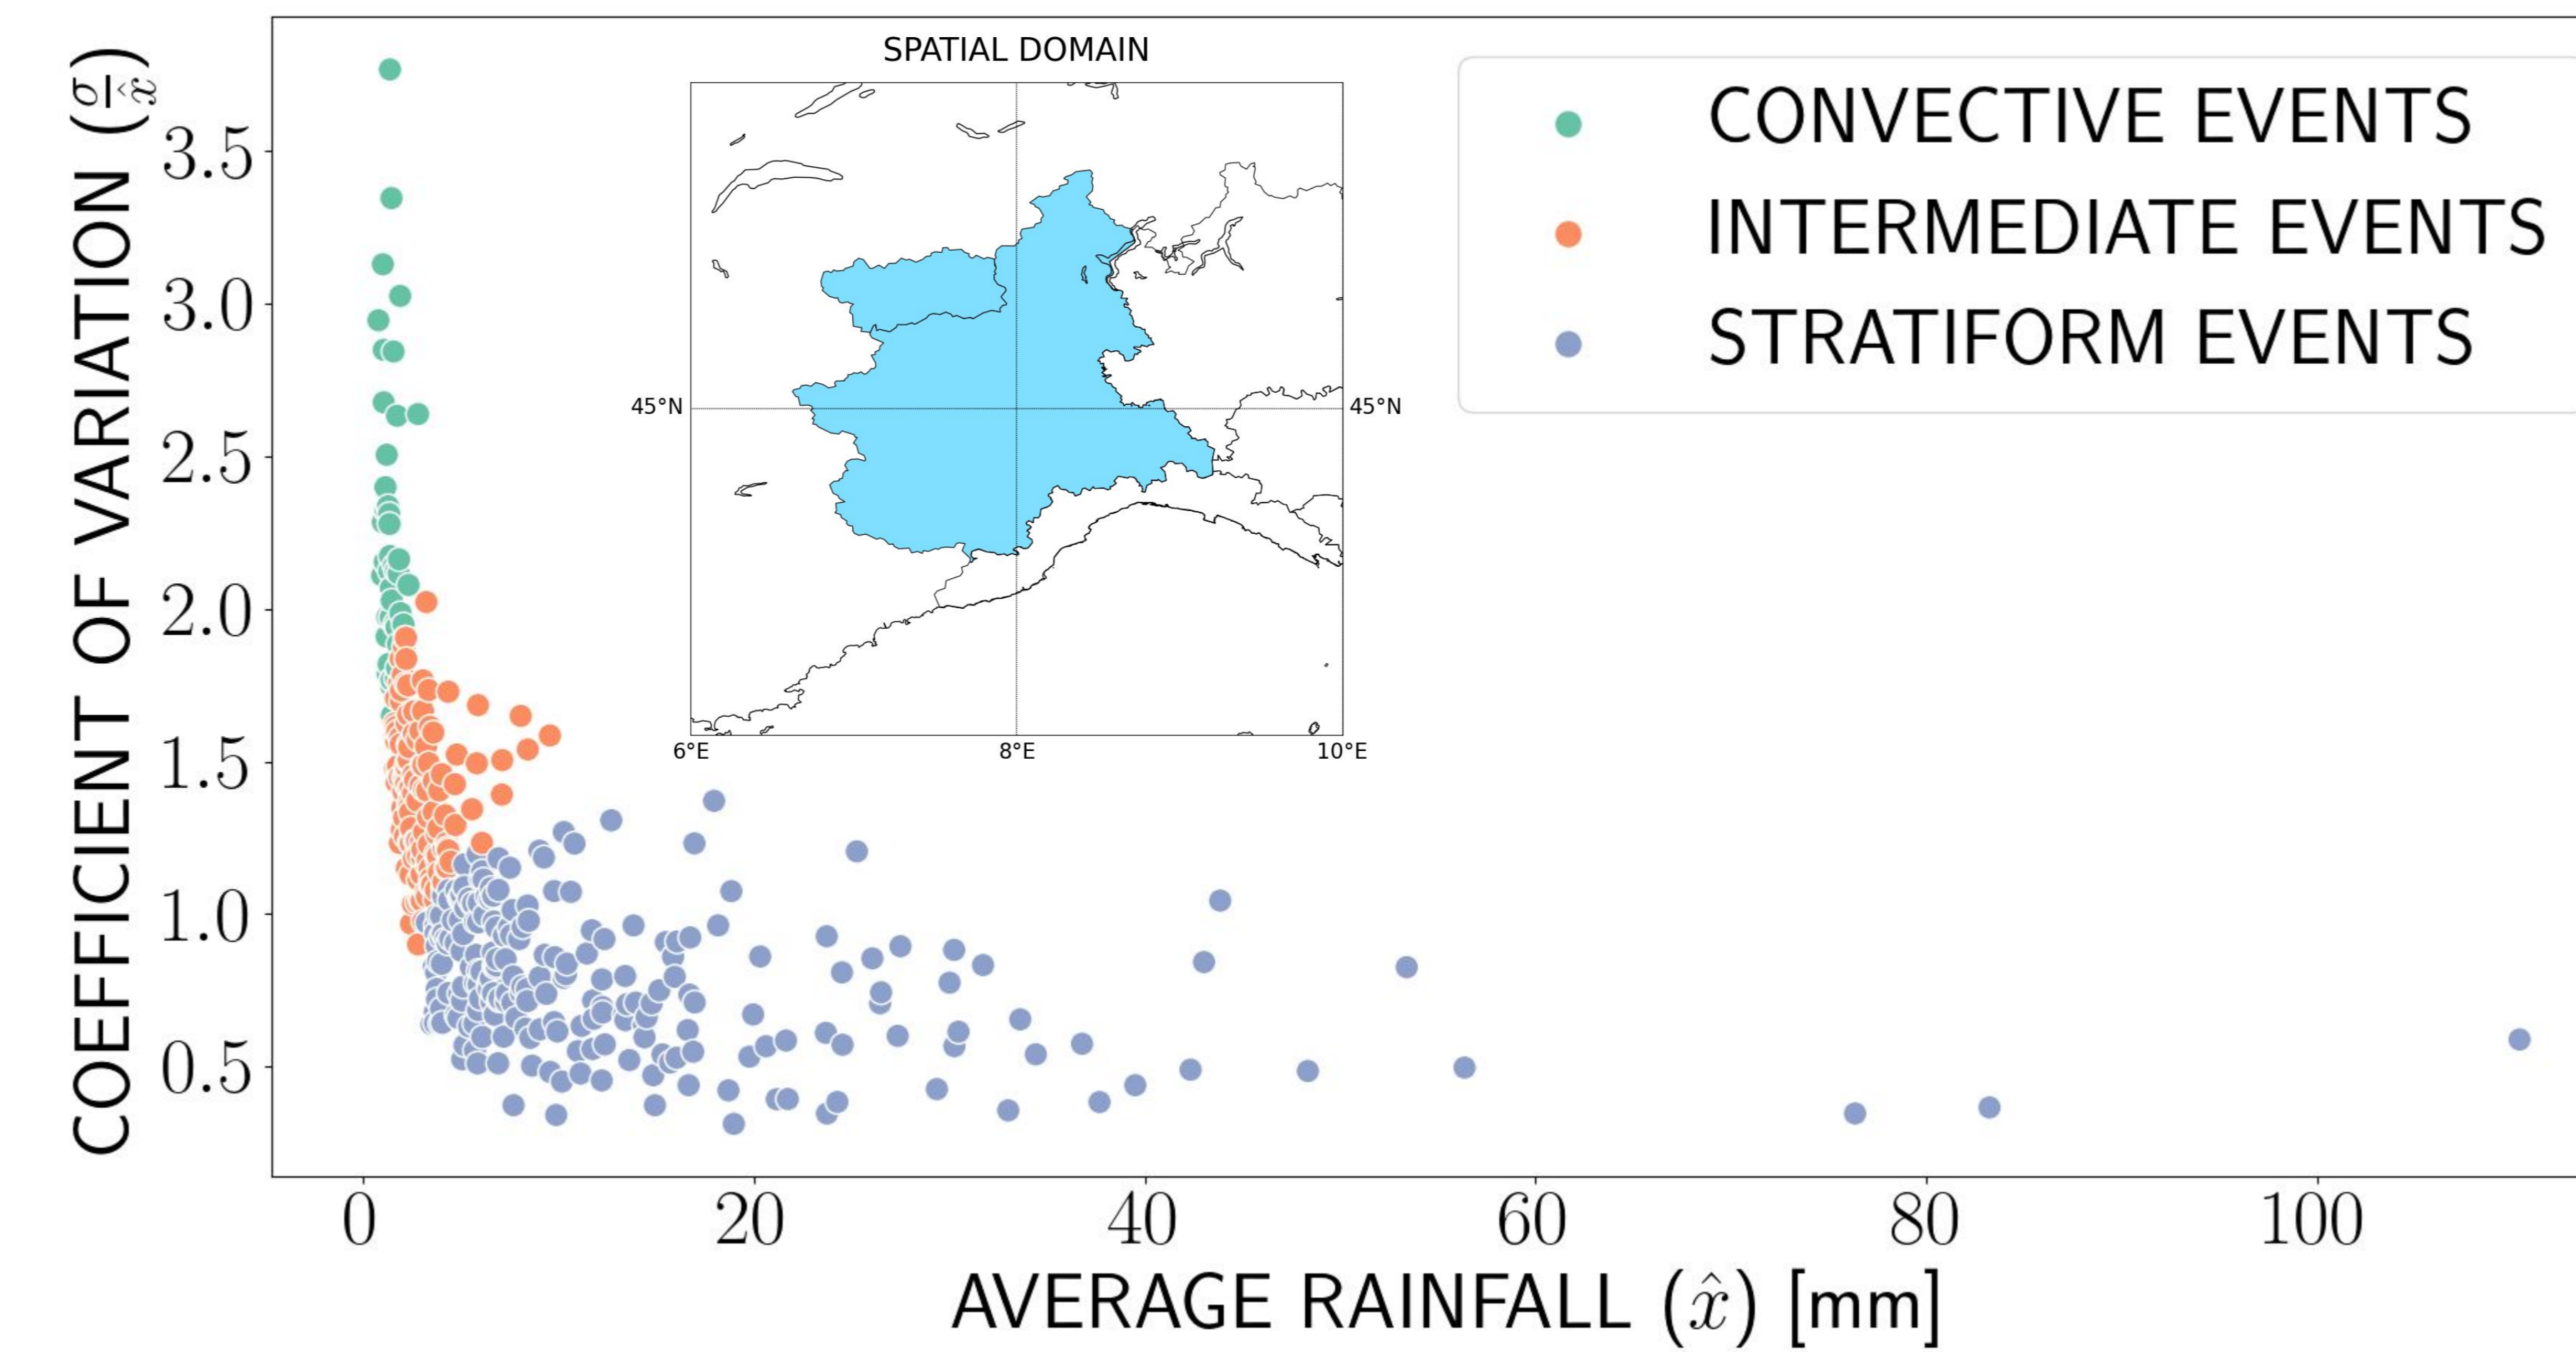 SPATIAL DOMAIN
CONVECTIVE EVENTS
INTERMEDIATE EVENTS
STRATIFORM EVENTS
COEFFICIENT OF VARIATION (σ/x̂)
3.5
3.0
2.5
2.0
1.5
1.0
0.5
45°N
45°N
6°E
8°E
10°E
0
20
40
60
80
100
AVERAGE RAINFALL (x̂) [mm]